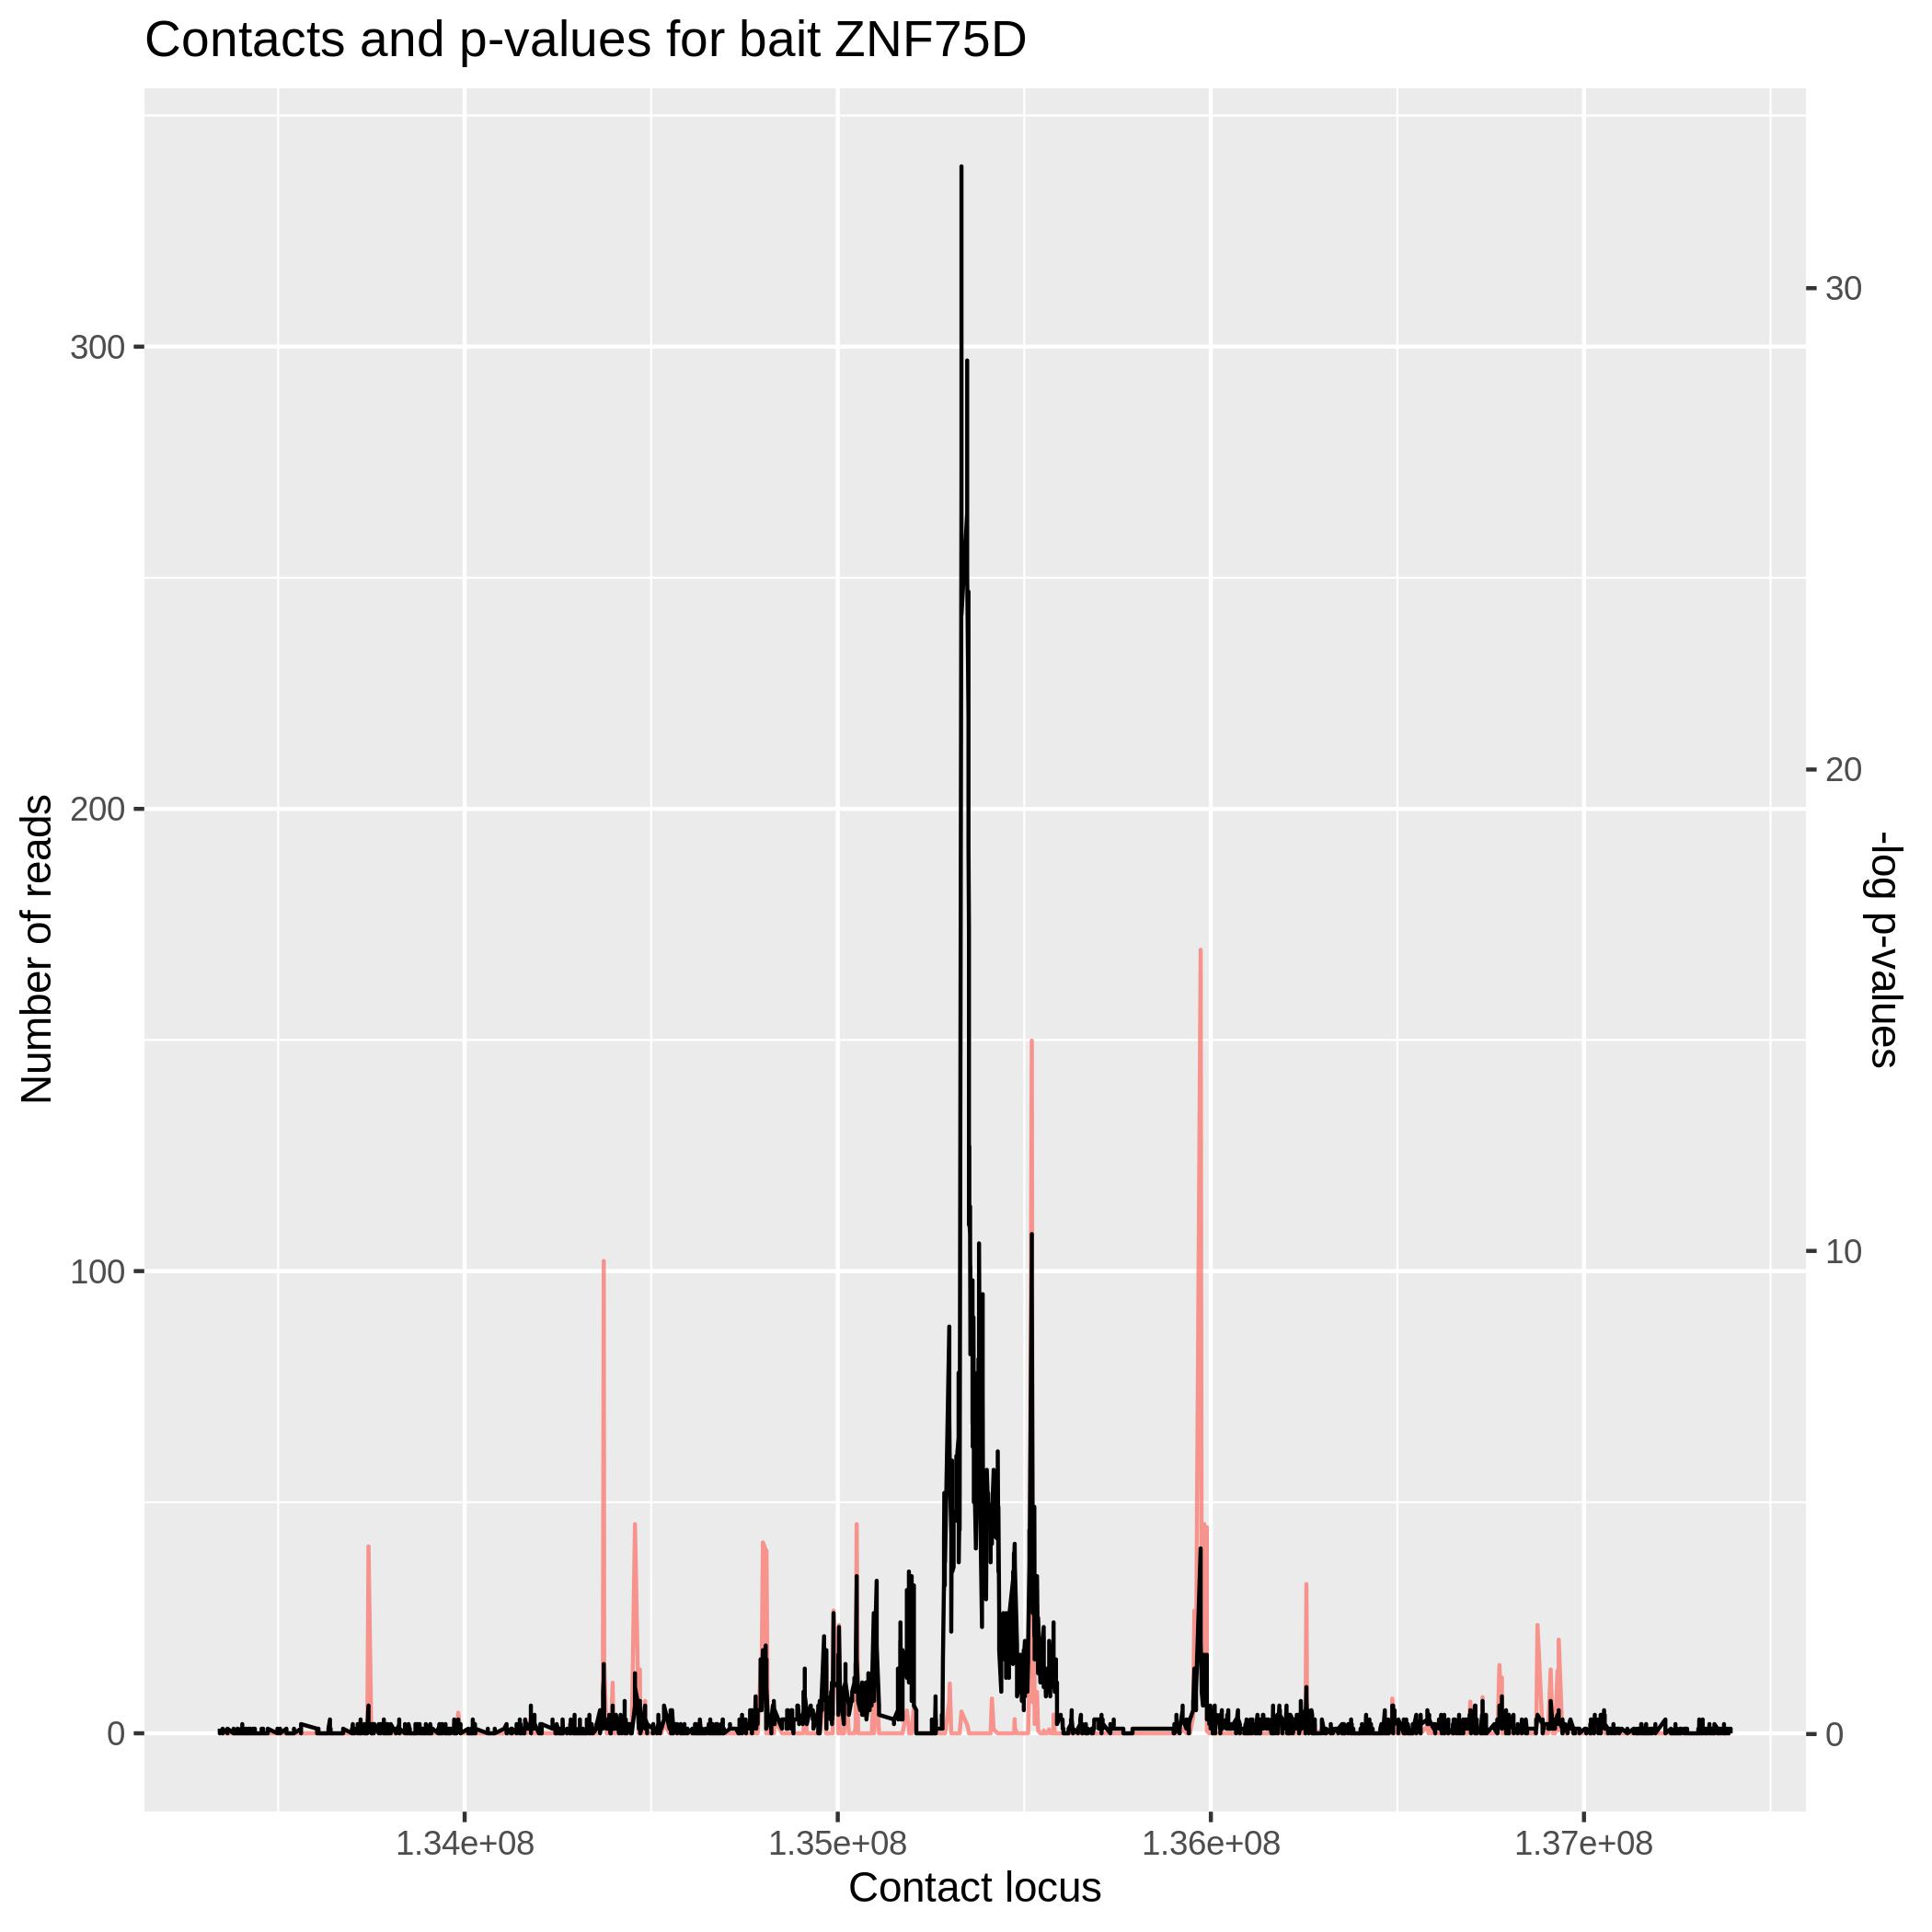 Contacts and p-values for bait ZNF75D
Number of reads
300
200
100
0
30
20
10
0
-log p-values
1.34e+08
1.35e+08
1.36e+08
1.37e+08
Contact locus